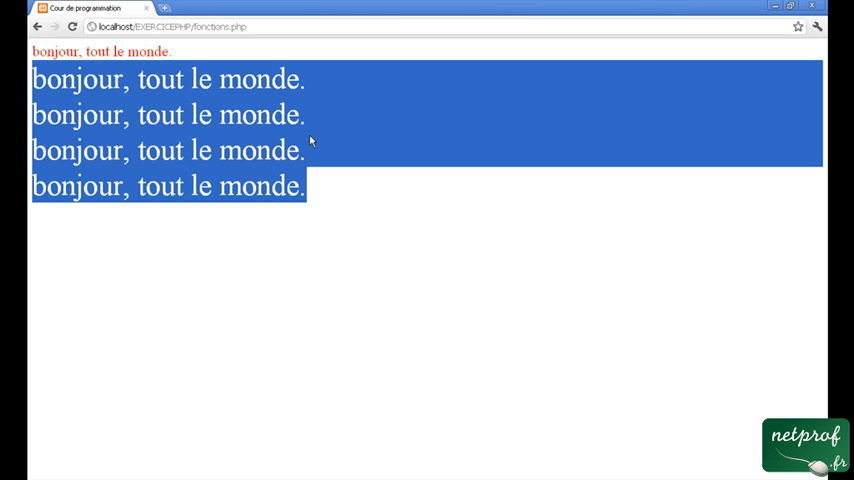 Cour de programmation
localhost/EXERCICEPHP/fonctions.php
bonjour, tout le monde.
bonjour, tout le monde.
bonjour, tout le monde.
bonjour, tout le monde.
bonjour, tout le monde.
netprof
.fr